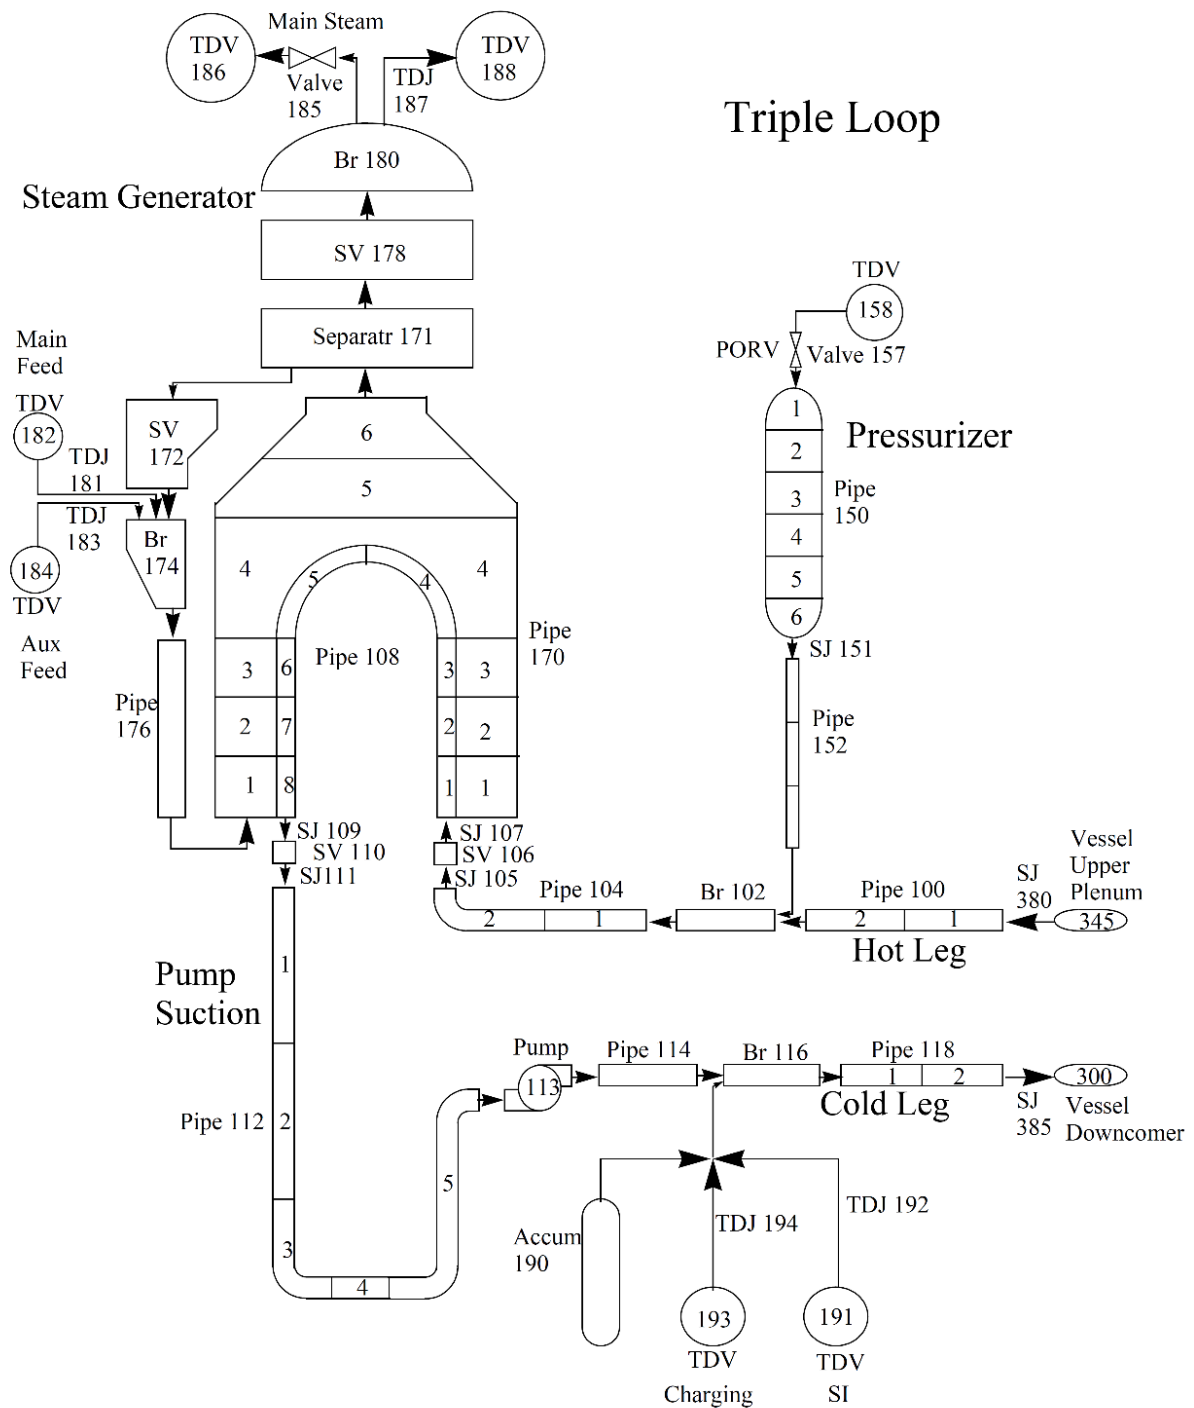 Main Steam
TDV
186
Valve
185
TDJ
187
TDV
188
Triple Loop
Br 180
Steam Generator
SV 178
Separatr 171
Main
Feed
TDV
182
TDJ
181
SV
172
TDJ
183
Br
174
184
TDV
Aux
Feed
Pipe
176
6
5
4
5
4
4
3
6
3
3
2
7
2
2
1
8
1
1
Pipe 108
Pipe
170
TDV
158
PORV
Valve 157
Pressurizer
1
2
3
4
5
6
Pipe
150
SJ 151
Pipe
152
SJ 109
SV 110
SJ111
SJ 107
SV 106
SJ 105
Pipe 104
2
1
Br 102
Pipe 100
2
1
Hot Leg
SJ
380
Vessel
Upper
Plenum
345
Pump
Suction
1
Pipe 112
2
3
4
5
Pump
113
Pipe 114
Br 116
Pipe 118
1
2
Cold Leg
SJ
385
300
Vessel
Downcomer
Accum
190
TDJ 194
TDJ 192
193
TDV
Charging
191
TDV
SI